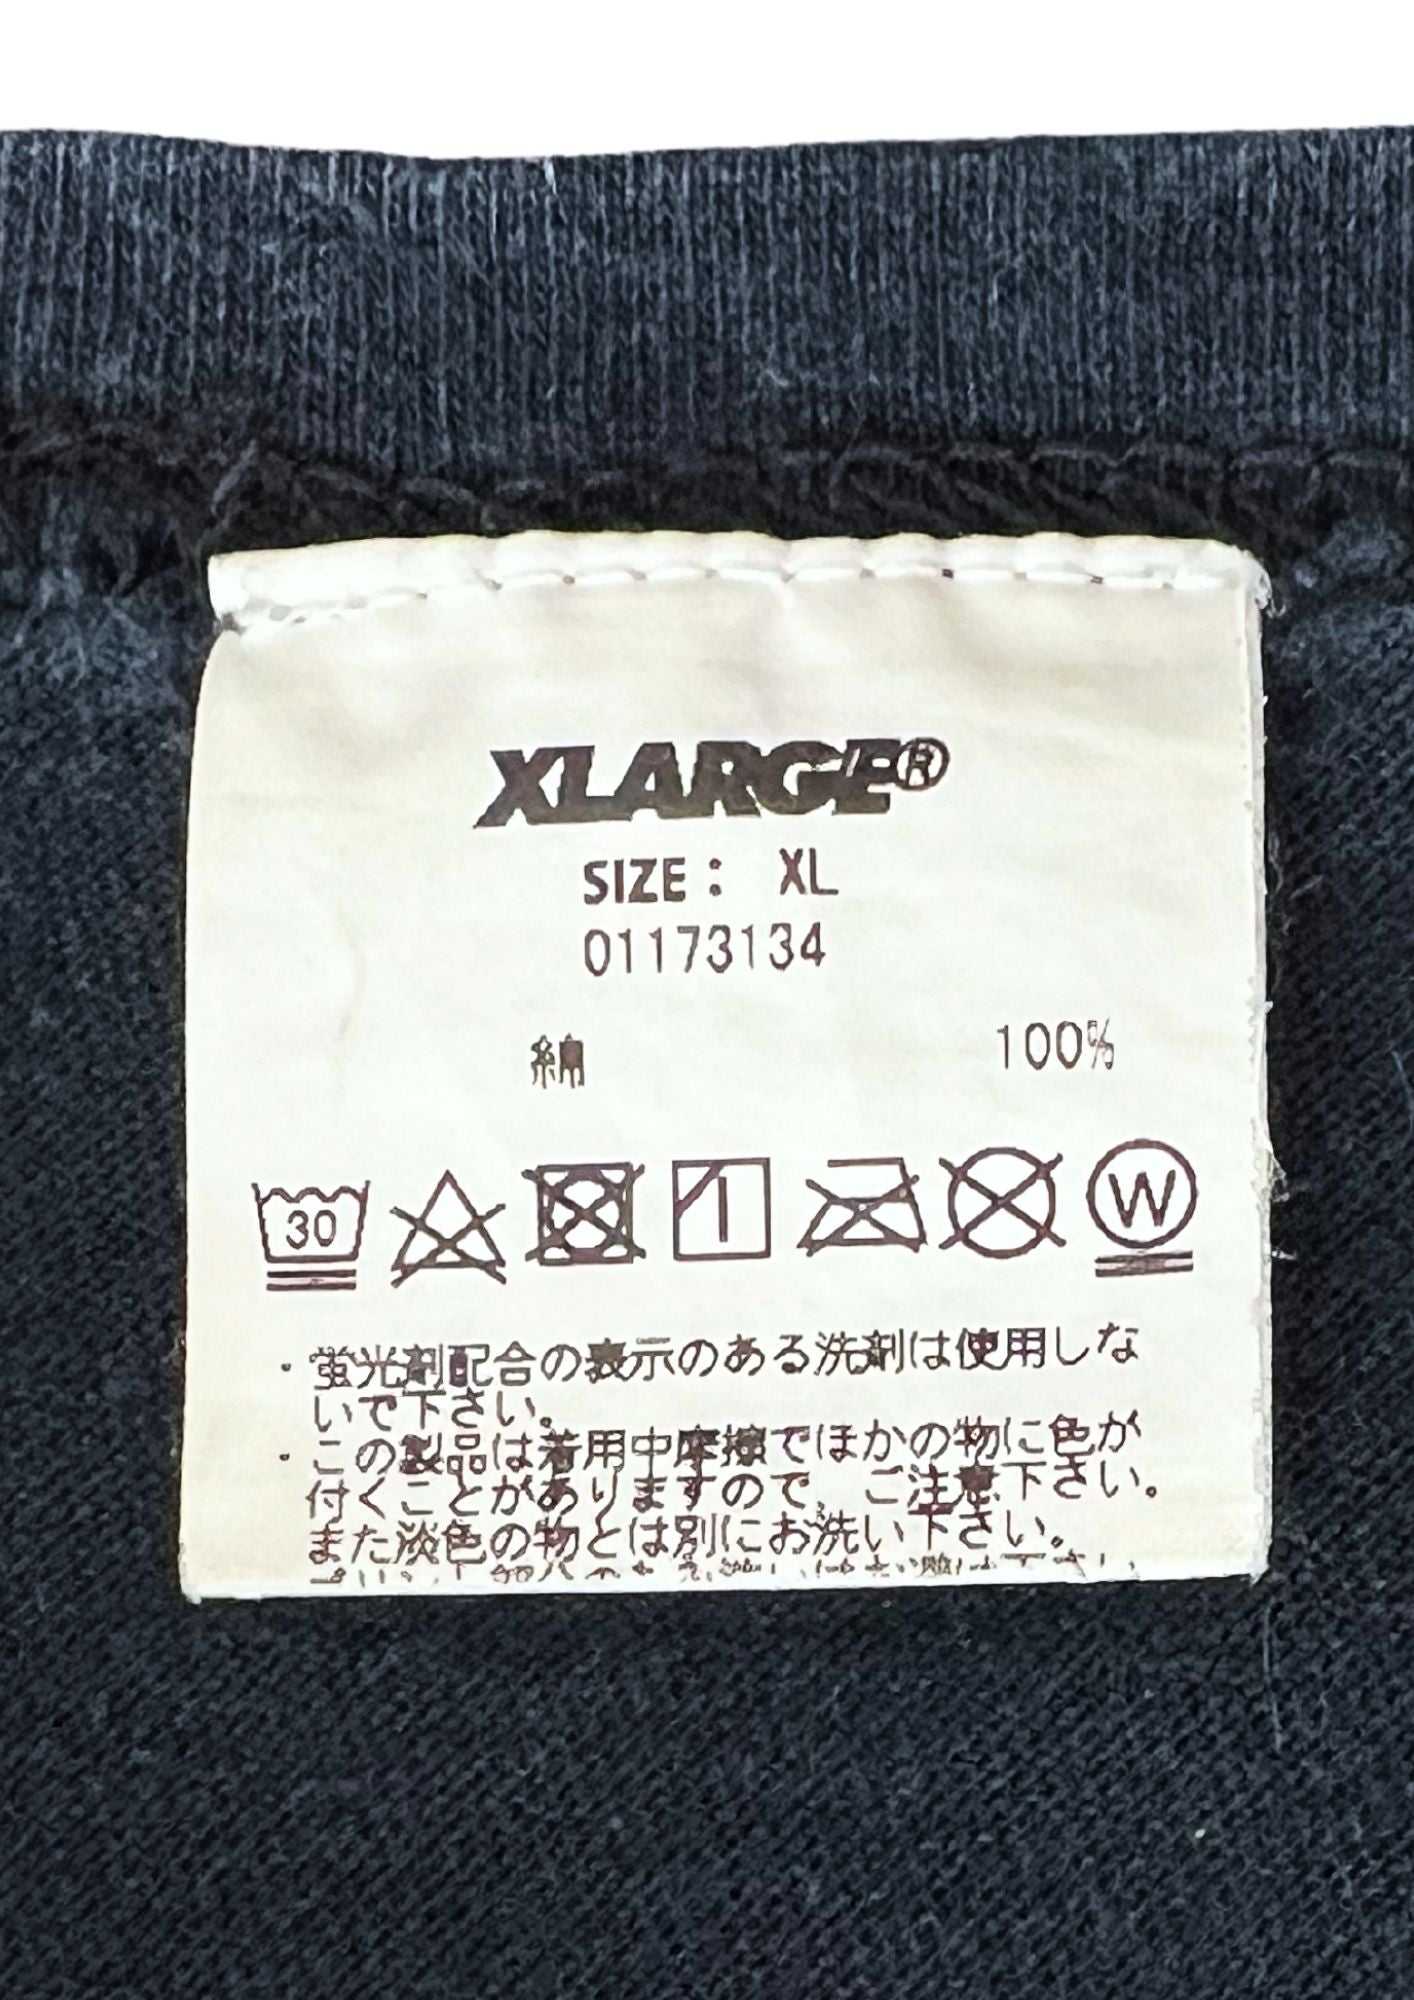 XLARGE®
SIZE: XL
01173134
綿 100%
30
W
・蛍光剤配合の表示のある洗剤は使用しな
いで下さい。
・この製品は着用中摩擦でほかの物に色が
付くことがありますので、ご注意下さい。
また淡色の物とは別にお洗い下さい。